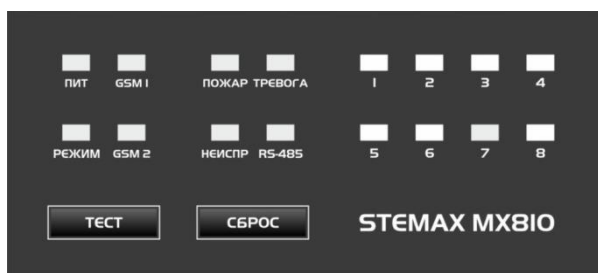 ПИТ GSM 1 ПОЖАР ТРЕВОГА 1 2 3 4
РЕЖИМ GSM 2 НЕИСПР RS-485 5 6 7 8
ТЕСТ СБРОС STEMAX MX810